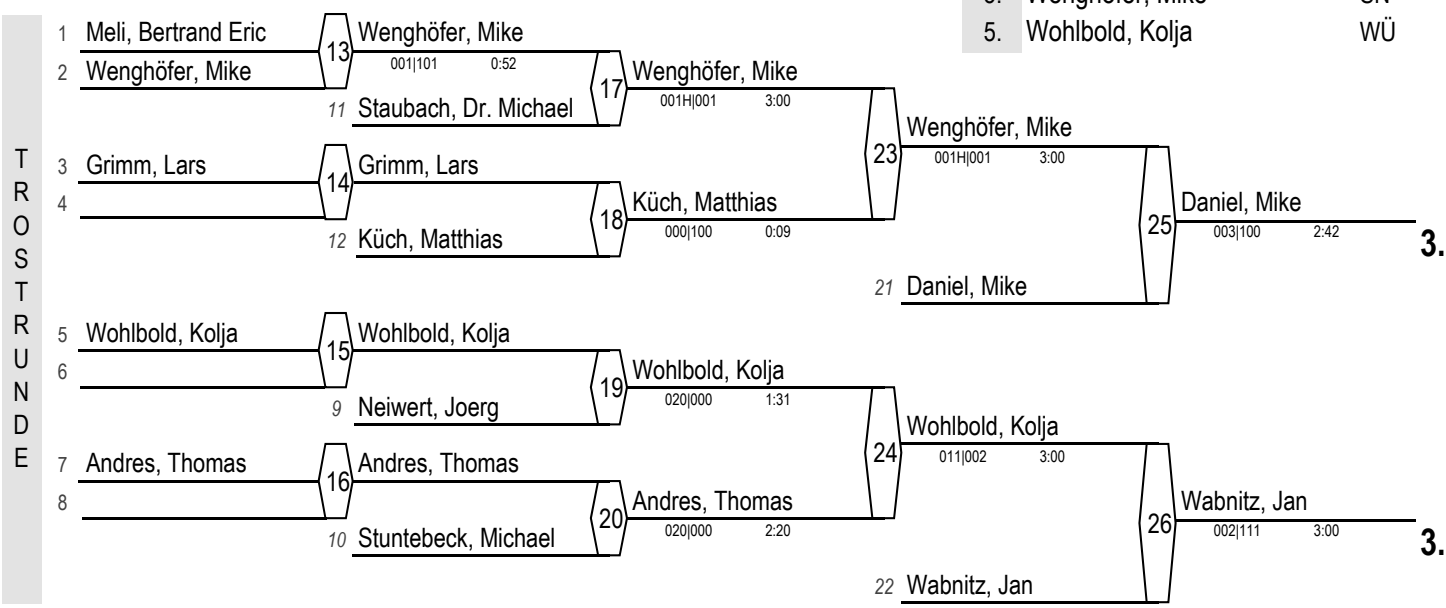 5. Wohlbold, Kolja WÜ
TROSTRUNDE
1 Meli, Bertrand Eric
2 Wenghöfer, Mike
13 Wenghöfer, Mike
001|101 0:52
11 Staubach, Dr. Michael
17 Wenghöfer, Mike
001H|001 3:00
3 Grimm, Lars
4
14 Grimm, Lars
12 Küch, Matthias
18 Küch, Matthias
000|100 0:09
23 Wenghöfer, Mike
001H|001 3:00
21 Daniel, Mike
25 Daniel, Mike
003|100 2:42
3.
5 Wohlbold, Kolja
6
15 Wohlbold, Kolja
9 Neiwert, Joerg
19 Wohlbold, Kolja
020|000 1:31
7 Andres, Thomas
8
16 Andres, Thomas
10 Stuntebeck, Michael
20 Andres, Thomas
020|000 2:20
24 Wohlbold, Kolja
011|002 3:00
22 Wabnitz, Jan
26 Wabnitz, Jan
002|111 3:00
3.